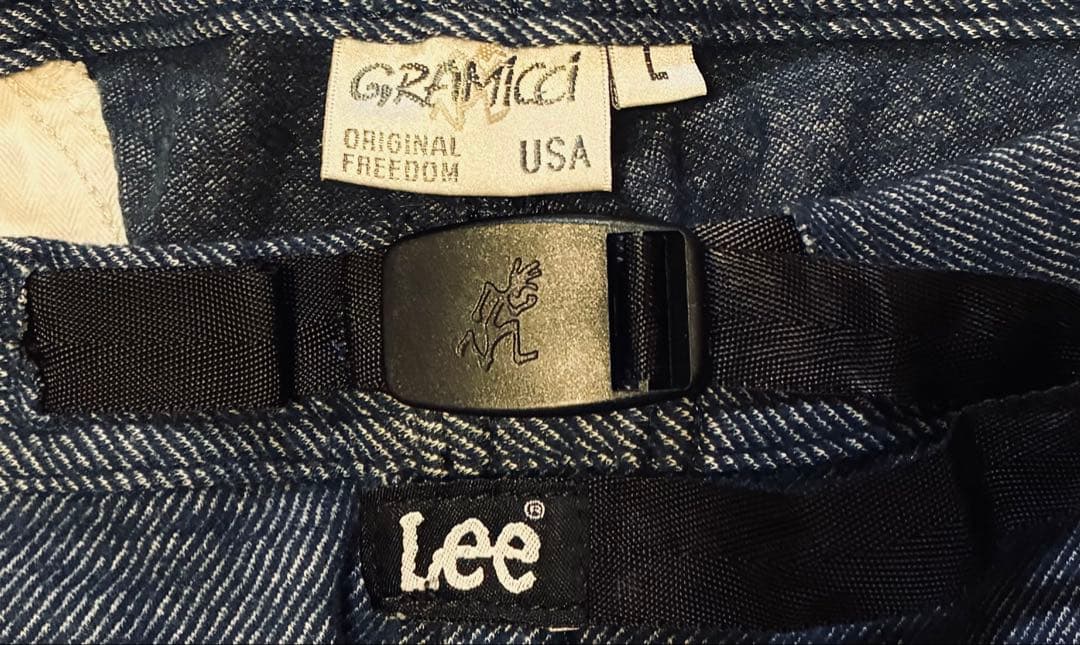 GRAMICCI
L
ORIGINAL
FREEDOM
USA
Lee®